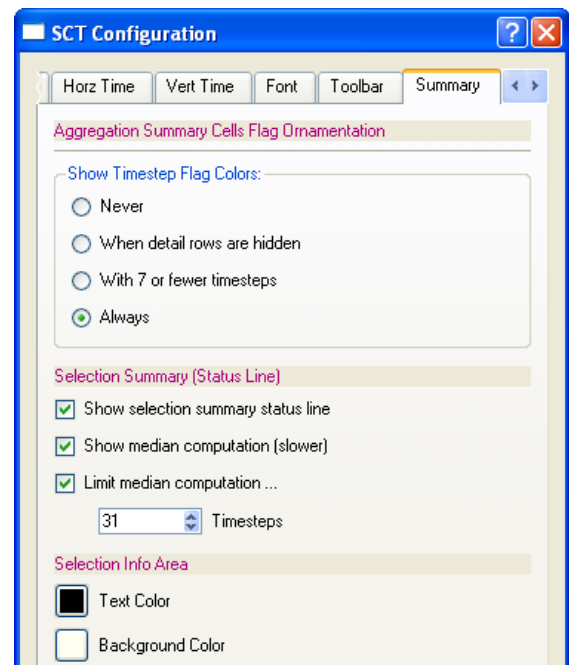 SCT Configuration
Horz Time Vert Time Font Toolbar Summary
Aggregation Summary Cells Flag Ornamentation
Show Timestep Flag Colors:
Never
When detail rows are hidden
With 7 or fewer timesteps
Always
Selection Summary (Status Line)
Show selection summary status line
Show median computation (slower)
Limit median computation ...
31 Timesteps
Selection Info Area
Text Color
Background Color